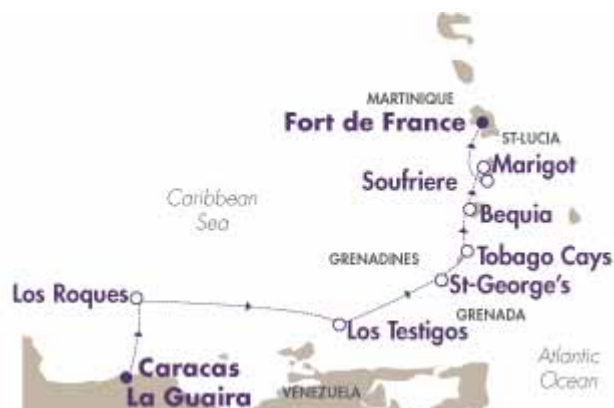 MARTINIQUE
Fort de France
ST-LUCIA
Marigot
Soufriere
Caribbean
Sea
Bequia
GRENADINES
Tobago Cays
St-George's
Los Roques
GRENADA
Los Testigos
Atlantic
Ocean
Caracas
La Guaira
VENEZUELA